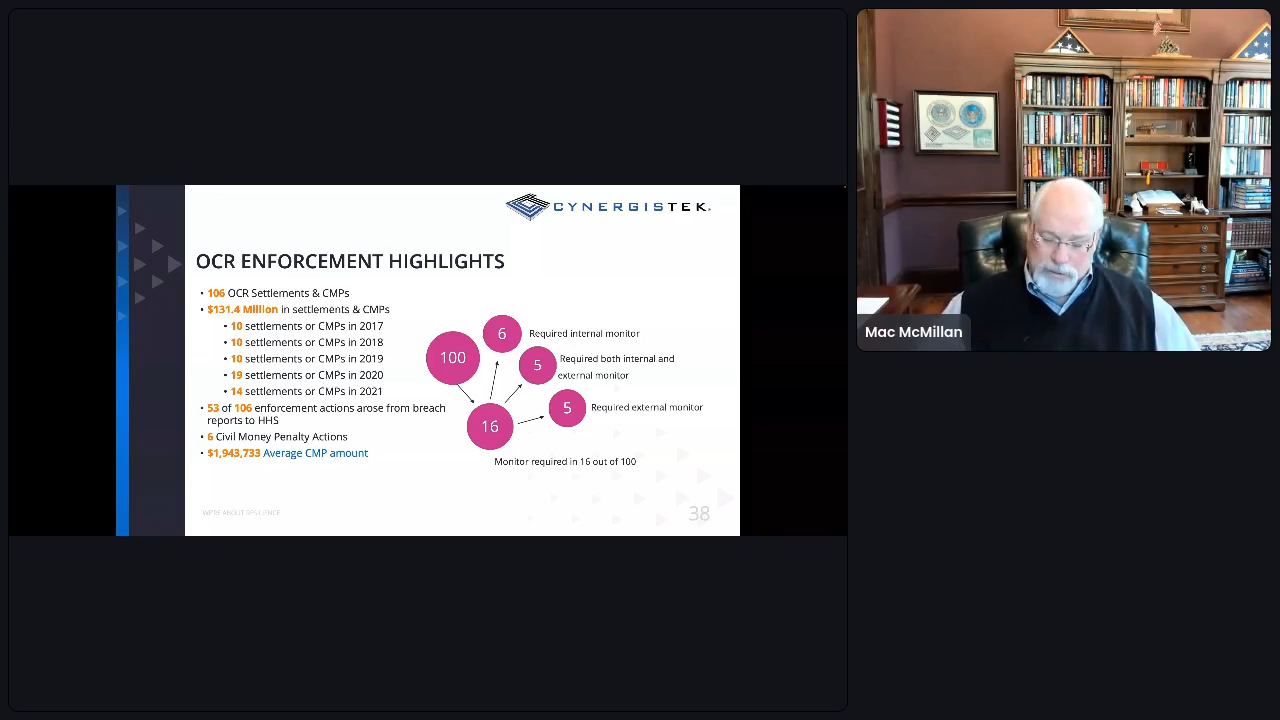 CYNERGISTEK.
OCR ENFORCEMENT HIGHLIGHTS
• 106 OCR Settlements & CMPs
• $131.4 Million in settlements & CMPs
• 10 settlements or CMPs in 2017
• 10 settlements or CMPs in 2018
• 10 settlements or CMPs in 2019
• 19 settlements or CMPs in 2020
• 14 settlements or CMPs in 2021
• 53 of 106 enforcement actions arose from breach
reports to HHS
• 6 Civil Money Penalty Actions
• $1,943,733 Average CMP amount
100
6
Required internal monitor
5
Required both internal and
external monitor
5
Required external monitor
16
Monitor required in 16 out of 100
WE'RE ABOUT RESILIENCE
38
Mac McMillan